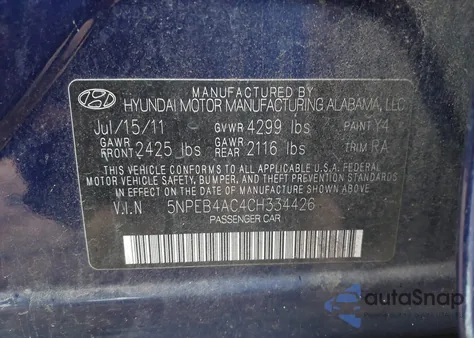 MANUFACTURED BY
HYUNDAI MOTOR MANUFACTURING ALABAMA, LLC
Jul/15/11 GVWR 4299 lbs PAINT Y4
GAWR FRONT 2425 lbs GAWR REAR 2116 lbs TRIM RA
THIS VEHICLE CONFORMS TO ALL APPLICABLE U.S.A. FEDERAL
MOTOR VEHICLE SAFETY, BUMPER, AND THEFT PREVENTION STANDARDS
IN EFFECT ON THE DATE OF MANUFACTURE SHOWN ABOVE.
V.I.N 5NPEB4AC4CH334426
PASSENGER CAR
autoSnap